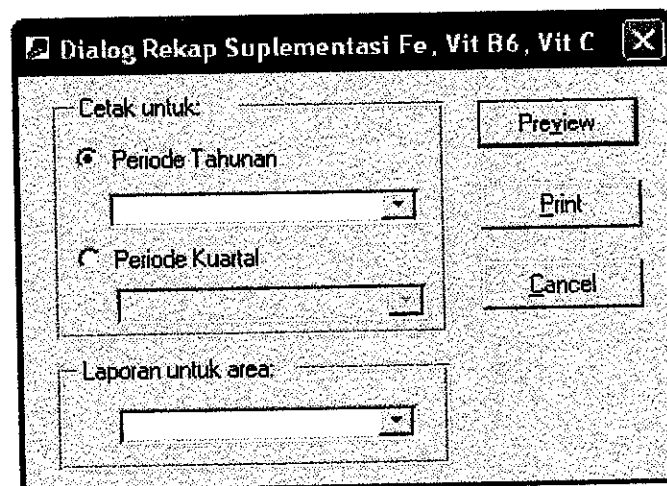 Dialog Rekap Suplementasi Fe, Vit B6, Vit C
Cetak untuk:
Periode Tahunan
Periode Kuartal
Laporan untuk area:
Preview
Print
Cancel